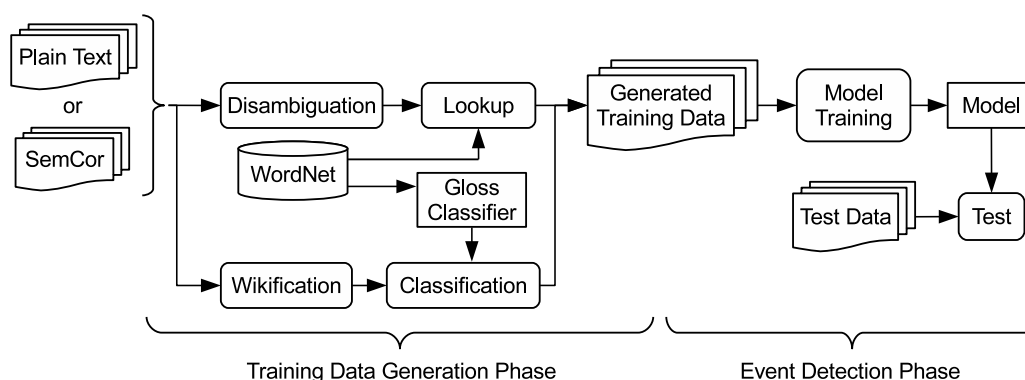 Plain Text
or
SemCor
Disambiguation
Lookup
WordNet
Gloss
Classifier
Wikification
Classification
Generated
Training Data
Model
Training
Model
Test Data
Test
Training Data Generation Phase
Event Detection Phase